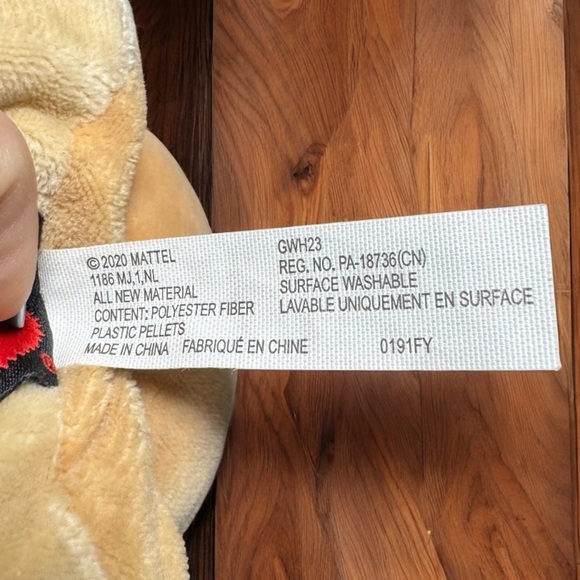 © 2020 MATTEL
1186 MJ,1,NL
ALL NEW MATERIAL
CONTENT: POLYESTER FIBER
PLASTIC PELLETS
MADE IN CHINA FABRIQUÉ EN CHINE
GWH23
REG. NO. PA-18736(CN)
SURFACE WASHABLE
LAVABLE UNIQUEMENT EN SURFACE
0191FY